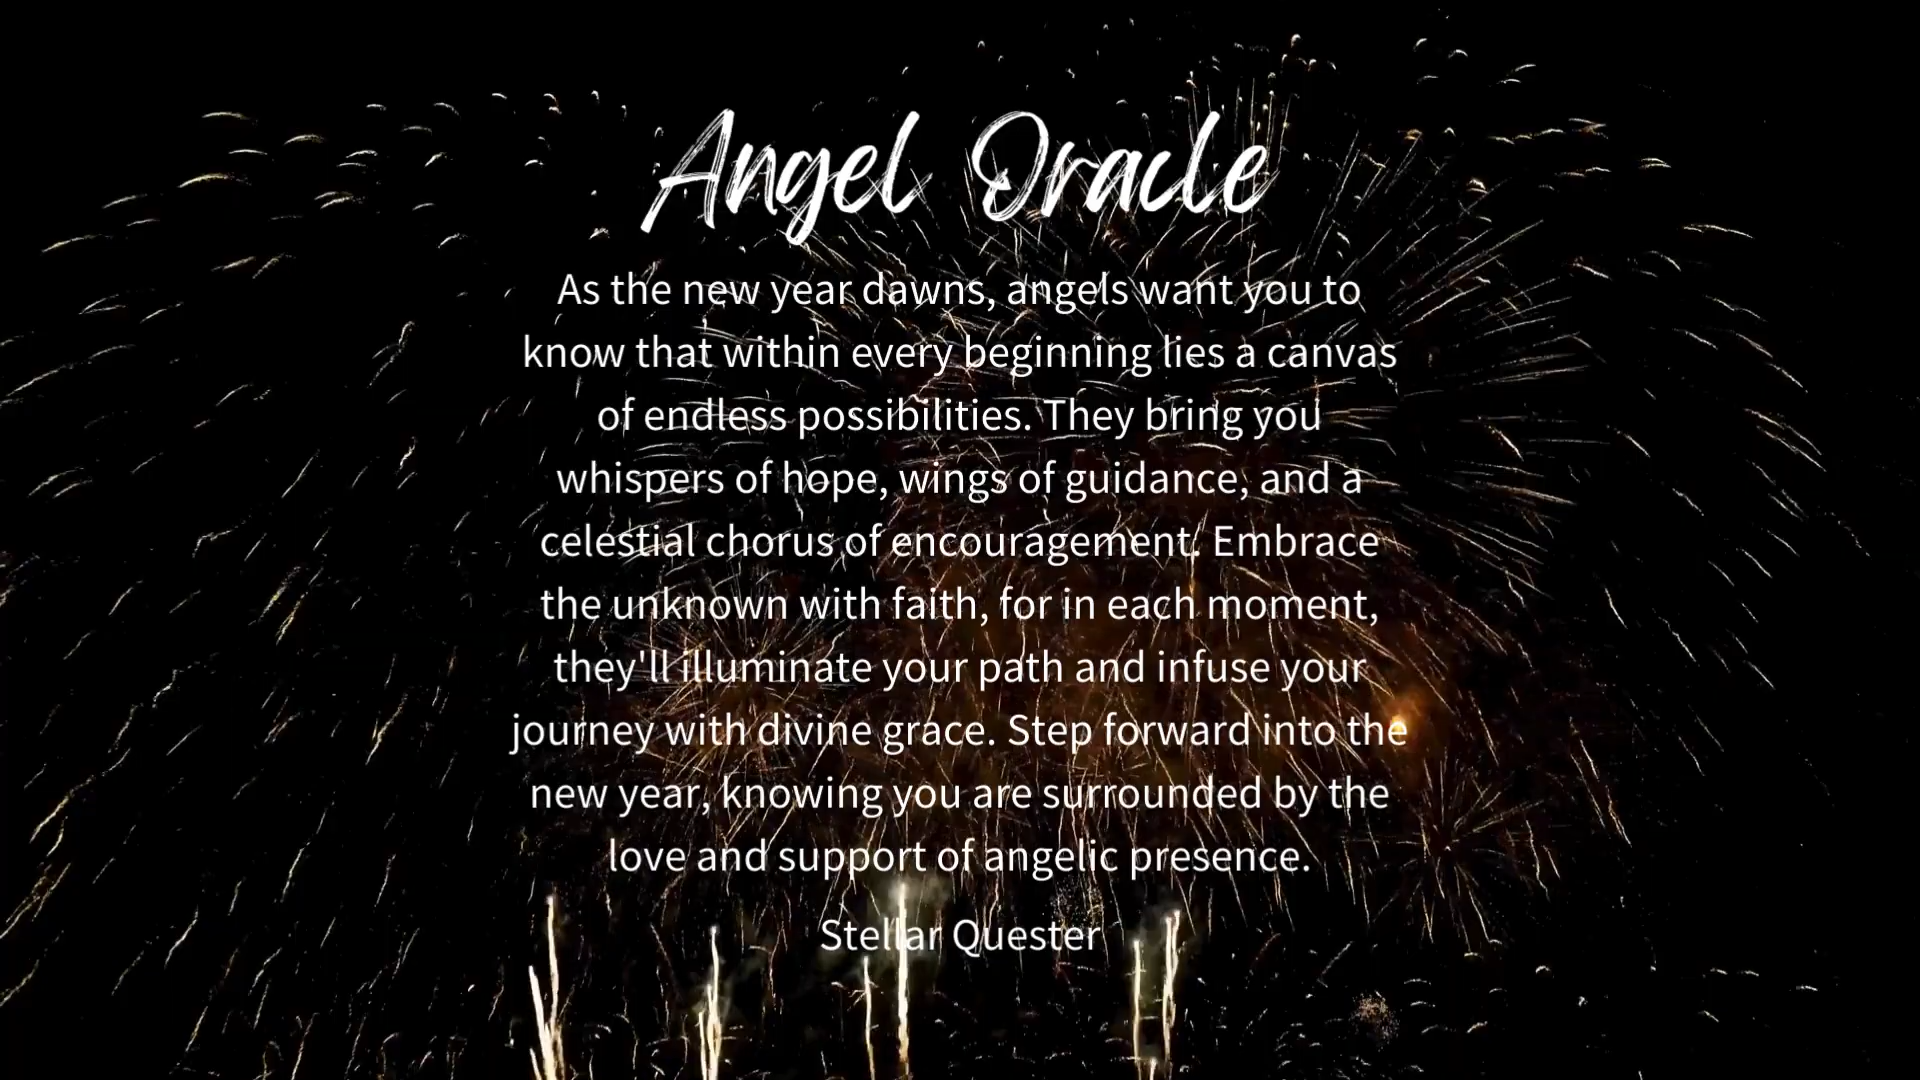 Angel Oracle
As the new year dawns, angels want you to
know that within every beginning lies a canvas
of endless possibilities. They bring you
whispers of hope, wings of guidance, and a
celestial chorus of encouragement. Embrace
the unknown with faith, for in each moment,
they'll illuminate your path and infuse your
journey with divine grace. Step forward into the
new year, knowing you are surrounded by the
love and support of angelic presence.
Stellar Quester